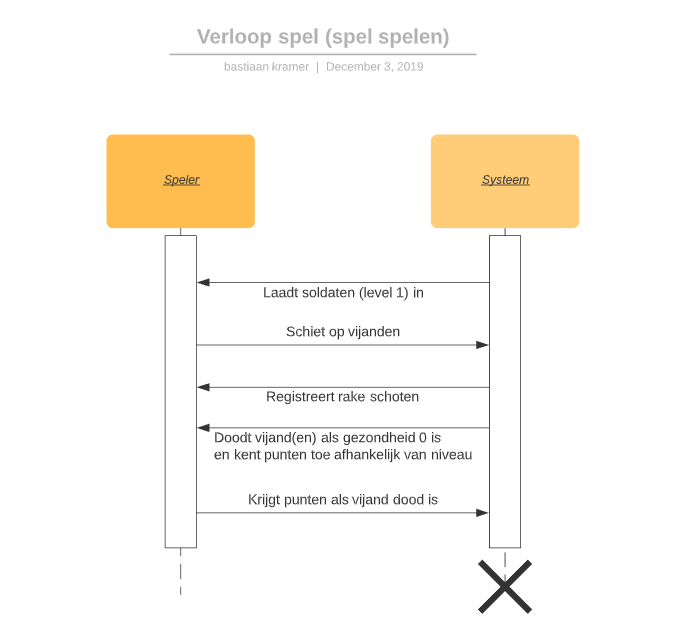 Verloop spel (spel spelen)
bastiaan kramer | December 3, 2019
Speler
Systeem
Laadt soldaten (level 1) in
Schiet op vijanden
Registreert rake schoten
Doodt vijand(en) als gezondheid 0 is
en kent punten toe afhankelijk van niveau
Krijgt punten als vijand dood is